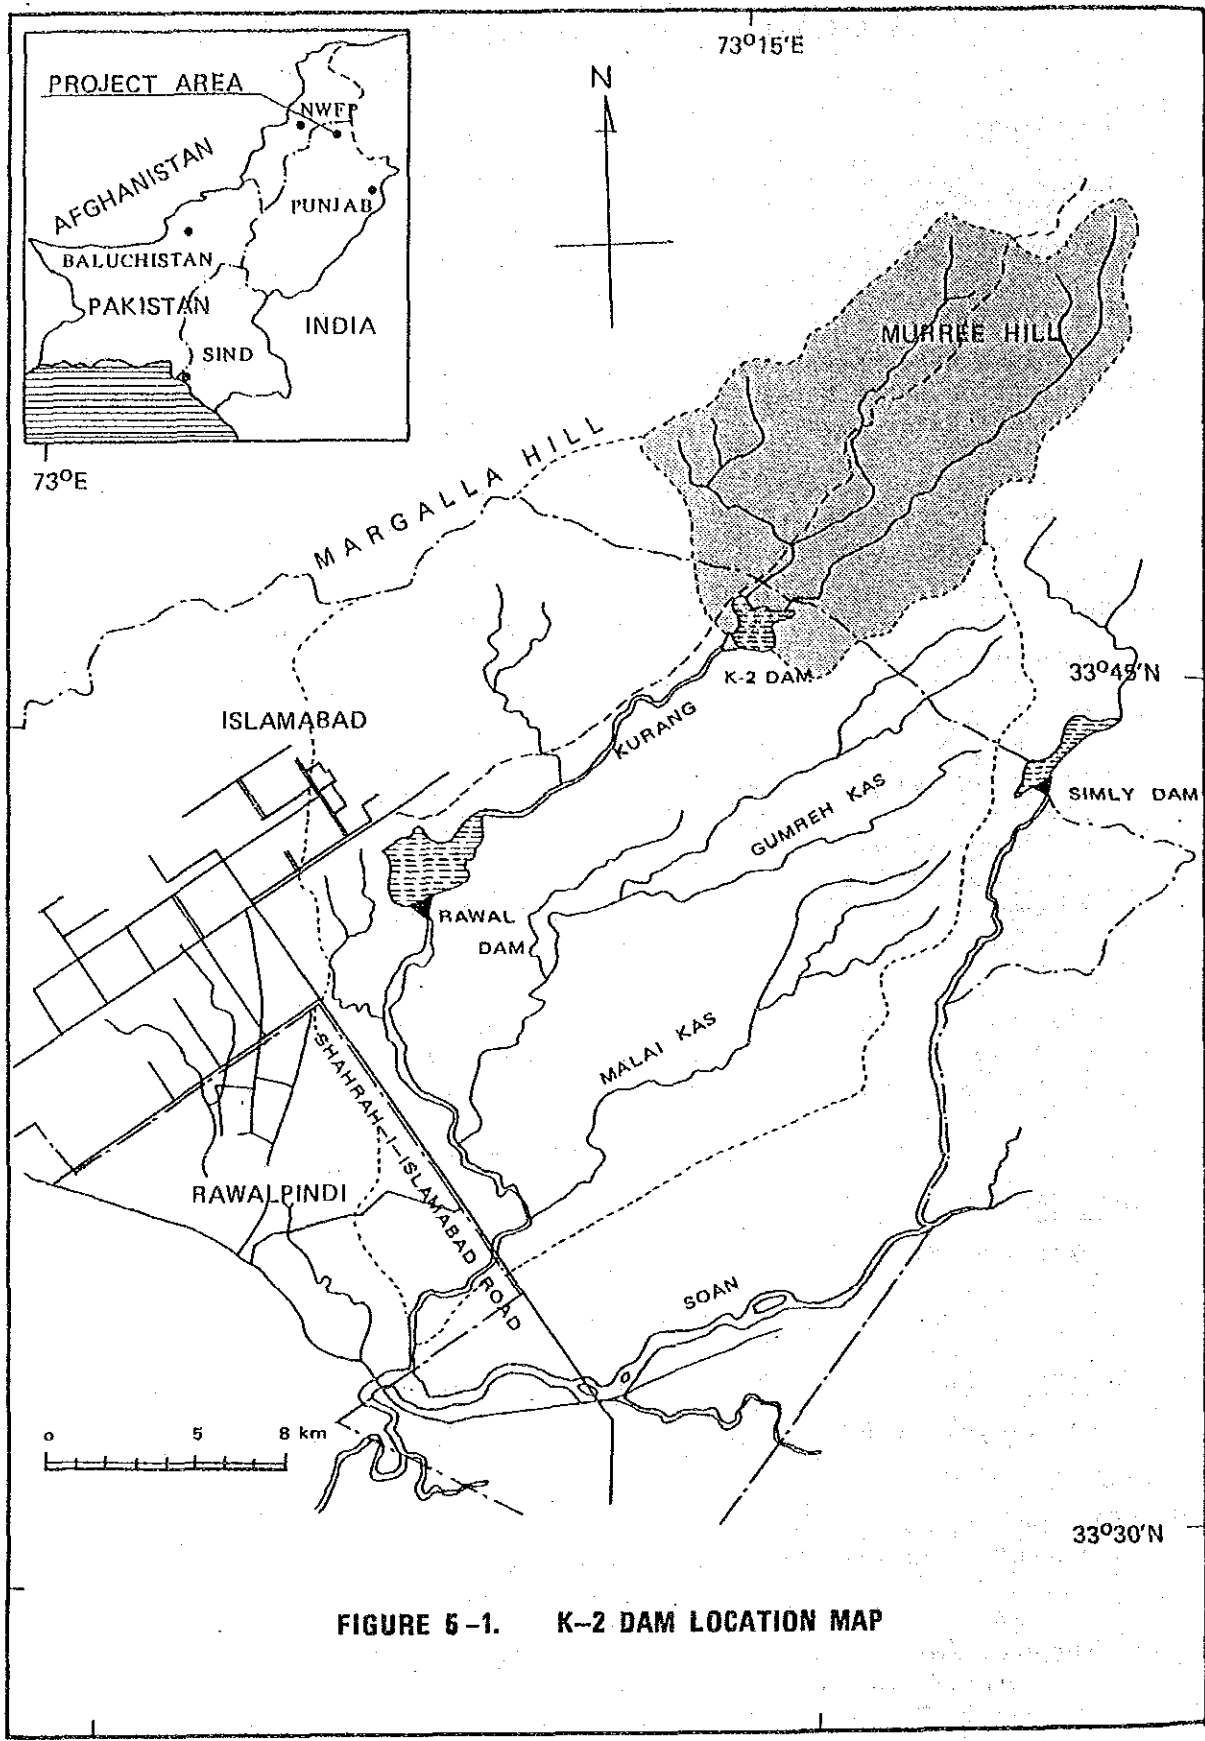 73°15'E
N
PROJECT AREA
NWFP
AFGHANISTAN
PUNJAB
BALUCHISTAN
PAKISTAN
INDIA
SIND
73°E
MURREE HILL
MARGALLA HILL
K-2 DAM
33°45'N
ISLAMABAD
KURANG
SIMLY DAM
GUMREH KAS
RAWAL
DAM
MALAI KAS
SHAHRAH-I-ISLAMABAD ROAD
RAWALPINDI
SOAN
0 5 8 km
33°30'N
FIGURE 6-1. K-2 DAM LOCATION MAP